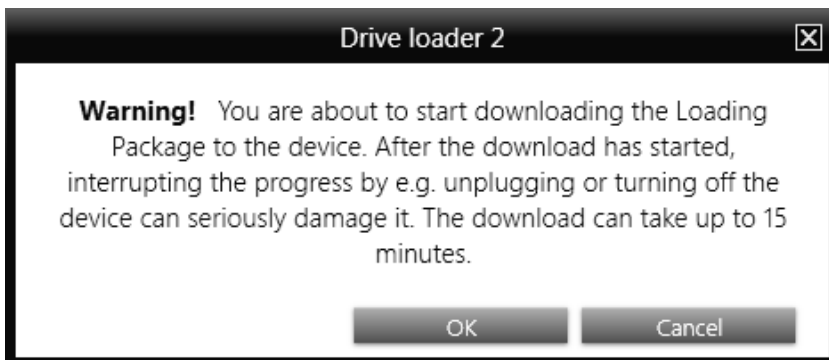 Drive loader 2
Warning! You are about to start downloading the Loading
Package to the device. After the download has started,
interrupting the progress by e.g. unplugging or turning off the
device can seriously damage it. The download can take up to 15
minutes.
OK Cancel